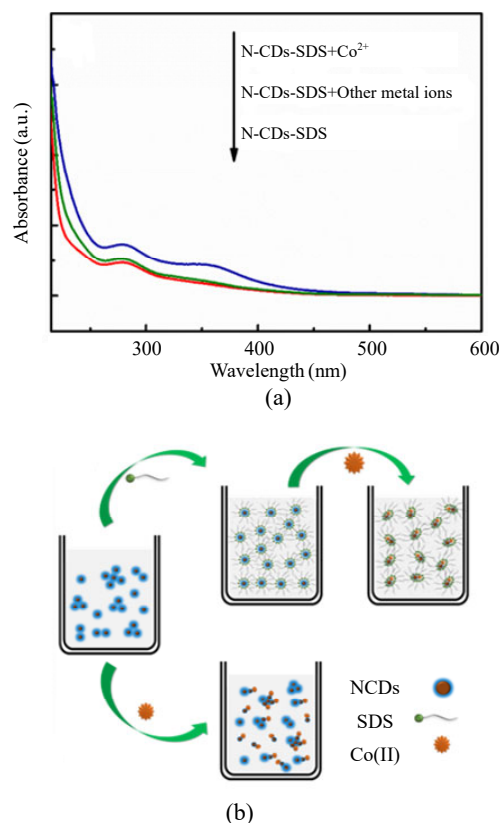 N-CDs-SDS+Co²⁺
N-CDs-SDS+Other metal ions
N-CDs-SDS
Absorbance (a.u.)
300
400
500
600
Wavelength (nm)
(a)
NCDs
SDS
Co(II)
(b)